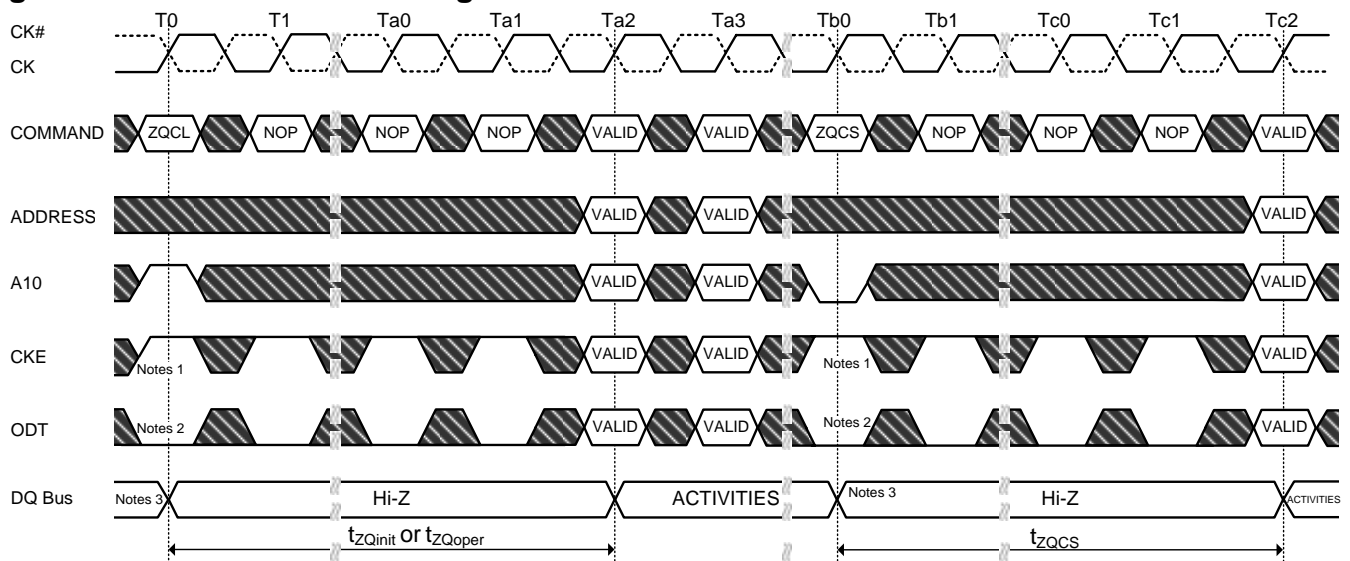 T0 T1 Ta0 Ta1 Ta2 Ta3 Tb0 Tb1 Tc0 Tc1 Tc2
CK#
CK
COMMAND ZQCL NOP NOP NOP VALID VALID ZQCS NOP NOP NOP VALID
ADDRESS VALID VALID VALID
A10 VALID VALID VALID
CKE Notes 1 VALID VALID Notes 1 VALID
ODT Notes 2 VALID VALID Notes 2 VALID
DQ Bus Notes 3 Hi-Z ACTIVITIES Notes 3 Hi-Z ACTIVITIES
tZQinit or tZQoper tZQCS